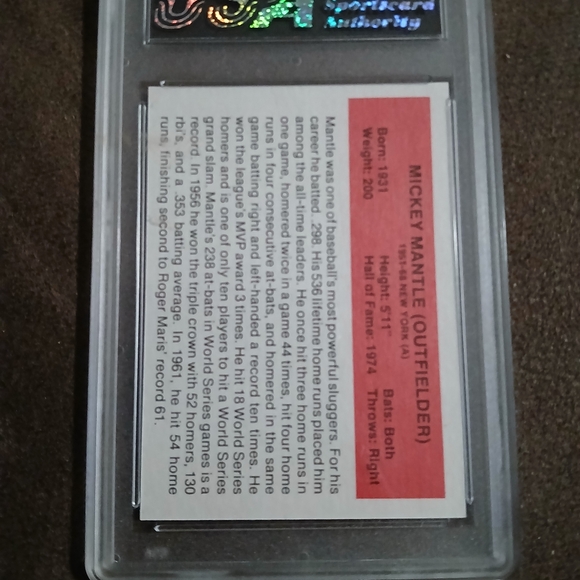 USA Sportscard
Authority
MICKEY MANTLE (OUTFIELDER)
1951-68 NEW YORK (A)
Born: 1931 Height: 5'11" Bats: Both
Weight: 200 Hall of Fame: 1974 Throws: Right
Mantle was one of baseball's most powerful sluggers. For his
career he batted .298. His 536 lifetime home runs placed him
among the all-time leaders. He once hit three home runs in
one game, homered twice in a game 44 times, hit four home
runs in four consecutive at-bats, and homered in the same
game batting right and left-handed a record ten times. He
won the league's MVP award 3 times. He hit 18 World Series
homers and is one of only ten players to hit a World Series
grand slam. Mantle's 238 at-bats in World Series games is a
record. In 1956 he won the triple crown with 52 homers, 130
rbi's, and a .353 batting average. In 1961, he hit 54 home
runs, finishing second to Roger Maris' record 61.